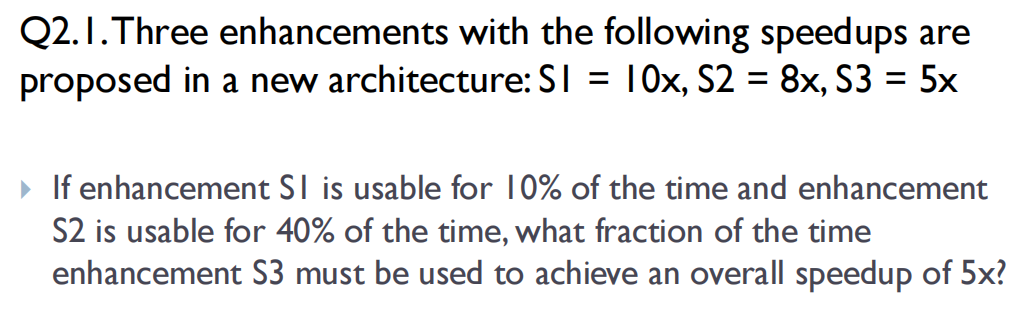 Q2.1. Three enhancements with the following speedups are
proposed in a new architecture: S1 = 10x, S2 = 8x, S3 = 5x
If enhancement S1 is usable for 10% of the time and enhancement
S2 is usable for 40% of the time, what fraction of the time
enhancement S3 must be used to achieve an overall speedup of 5x?